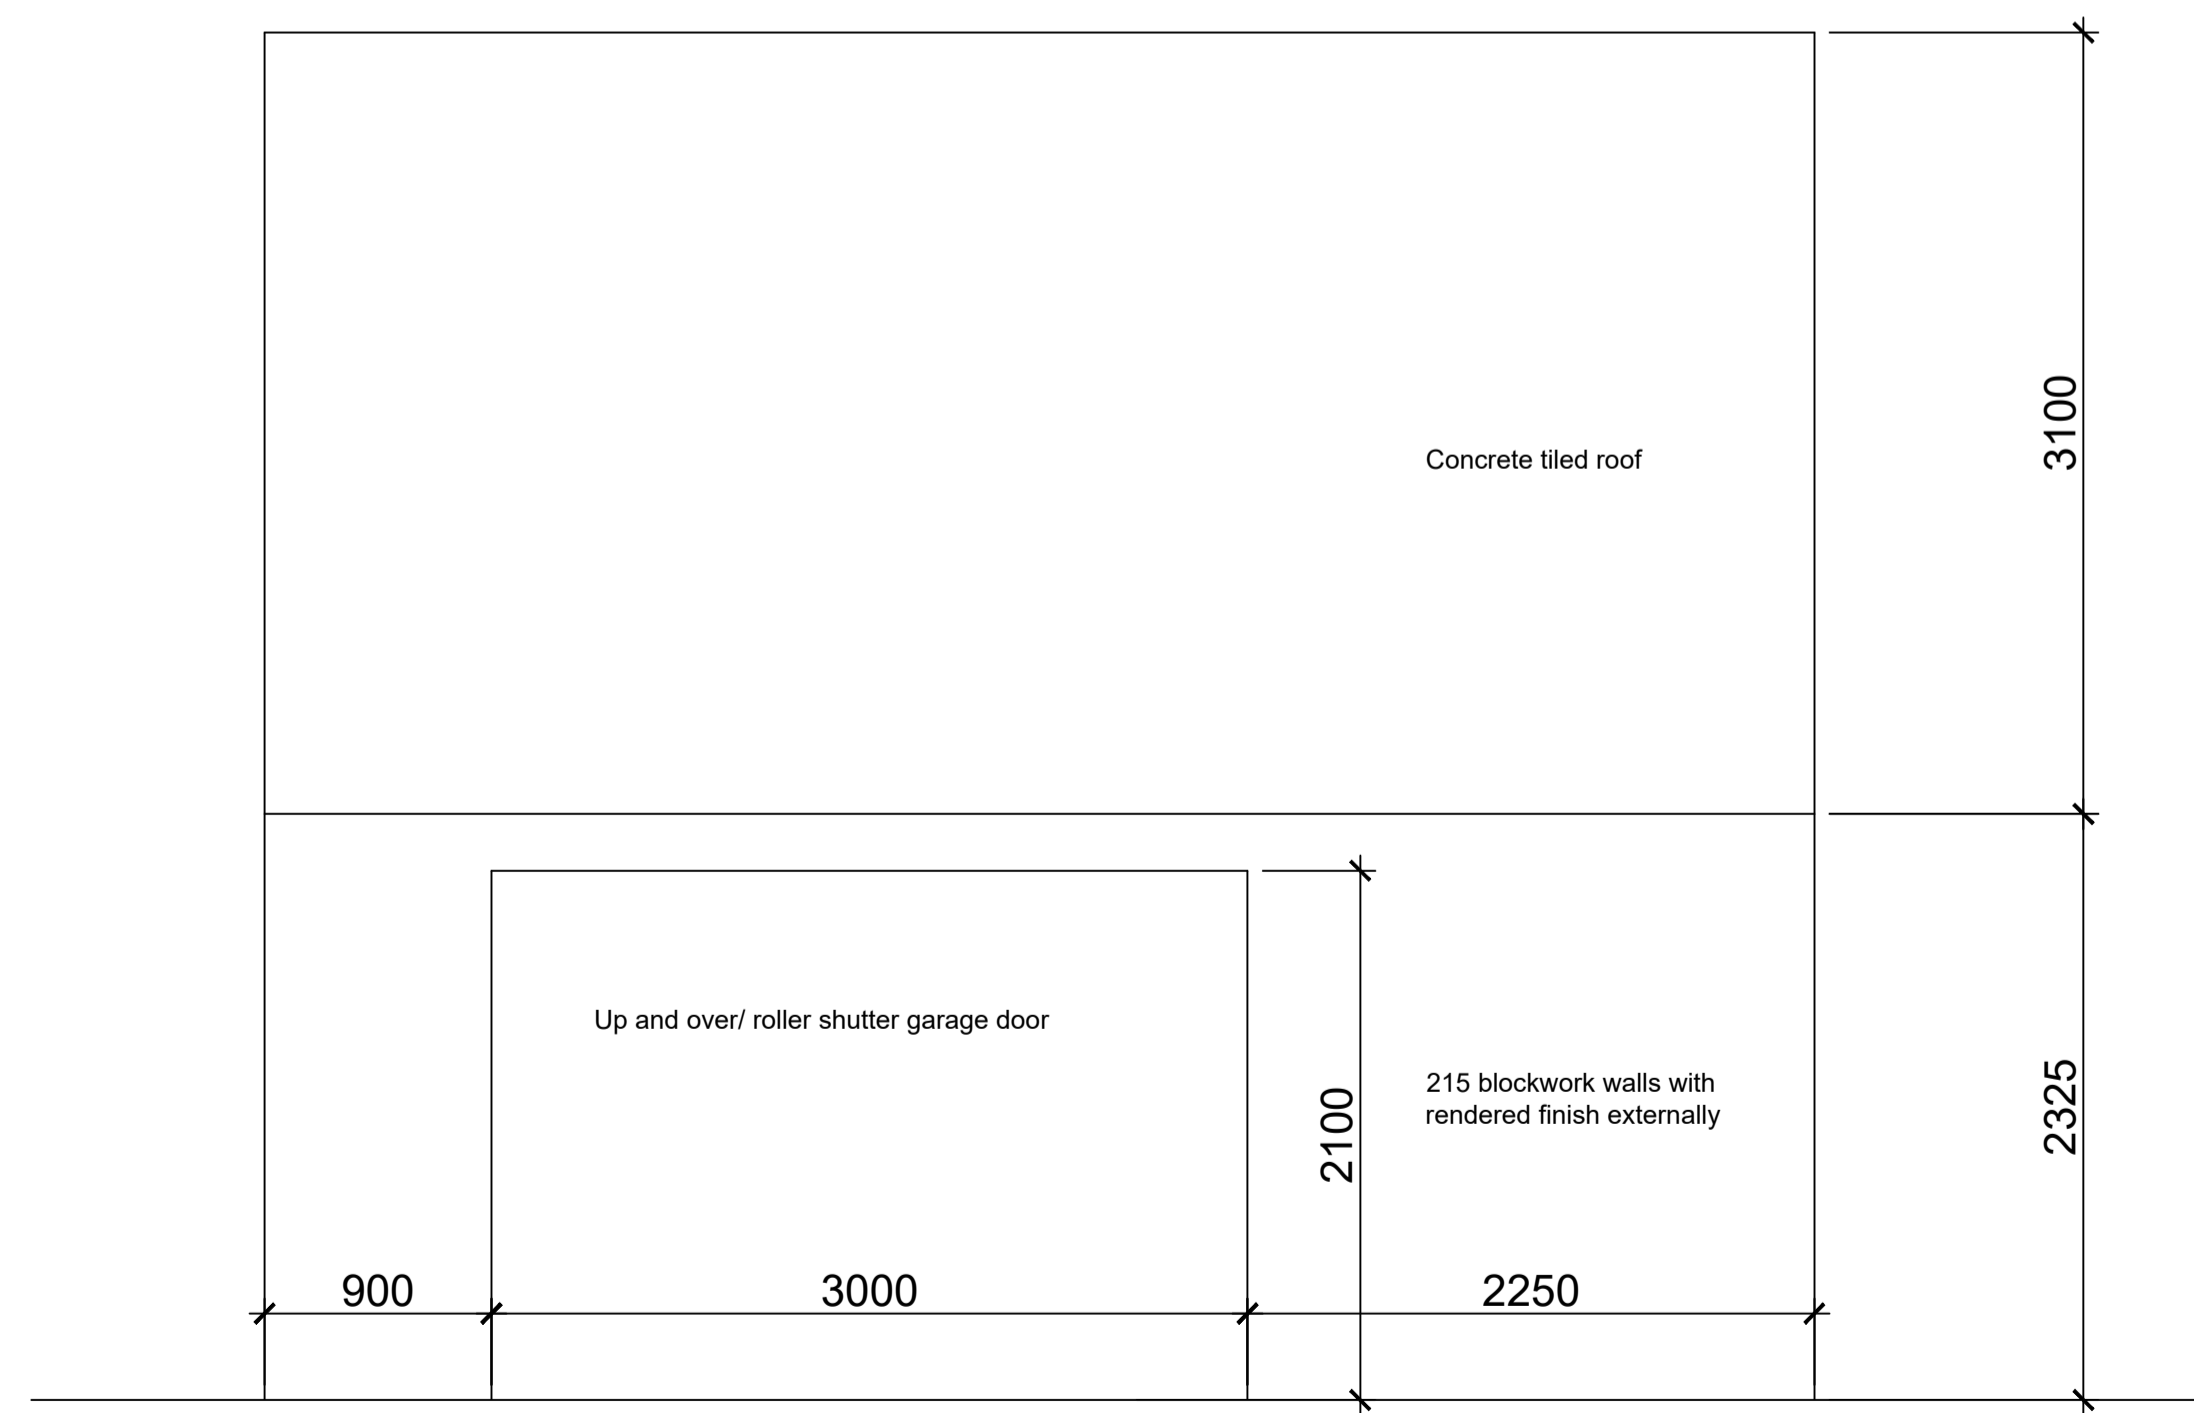 3100
Concrete tiled roof
Up and over/ roller shutter garage door
2100
215 blockwork walls with
rendered finish externally
2325
900
3000
2250